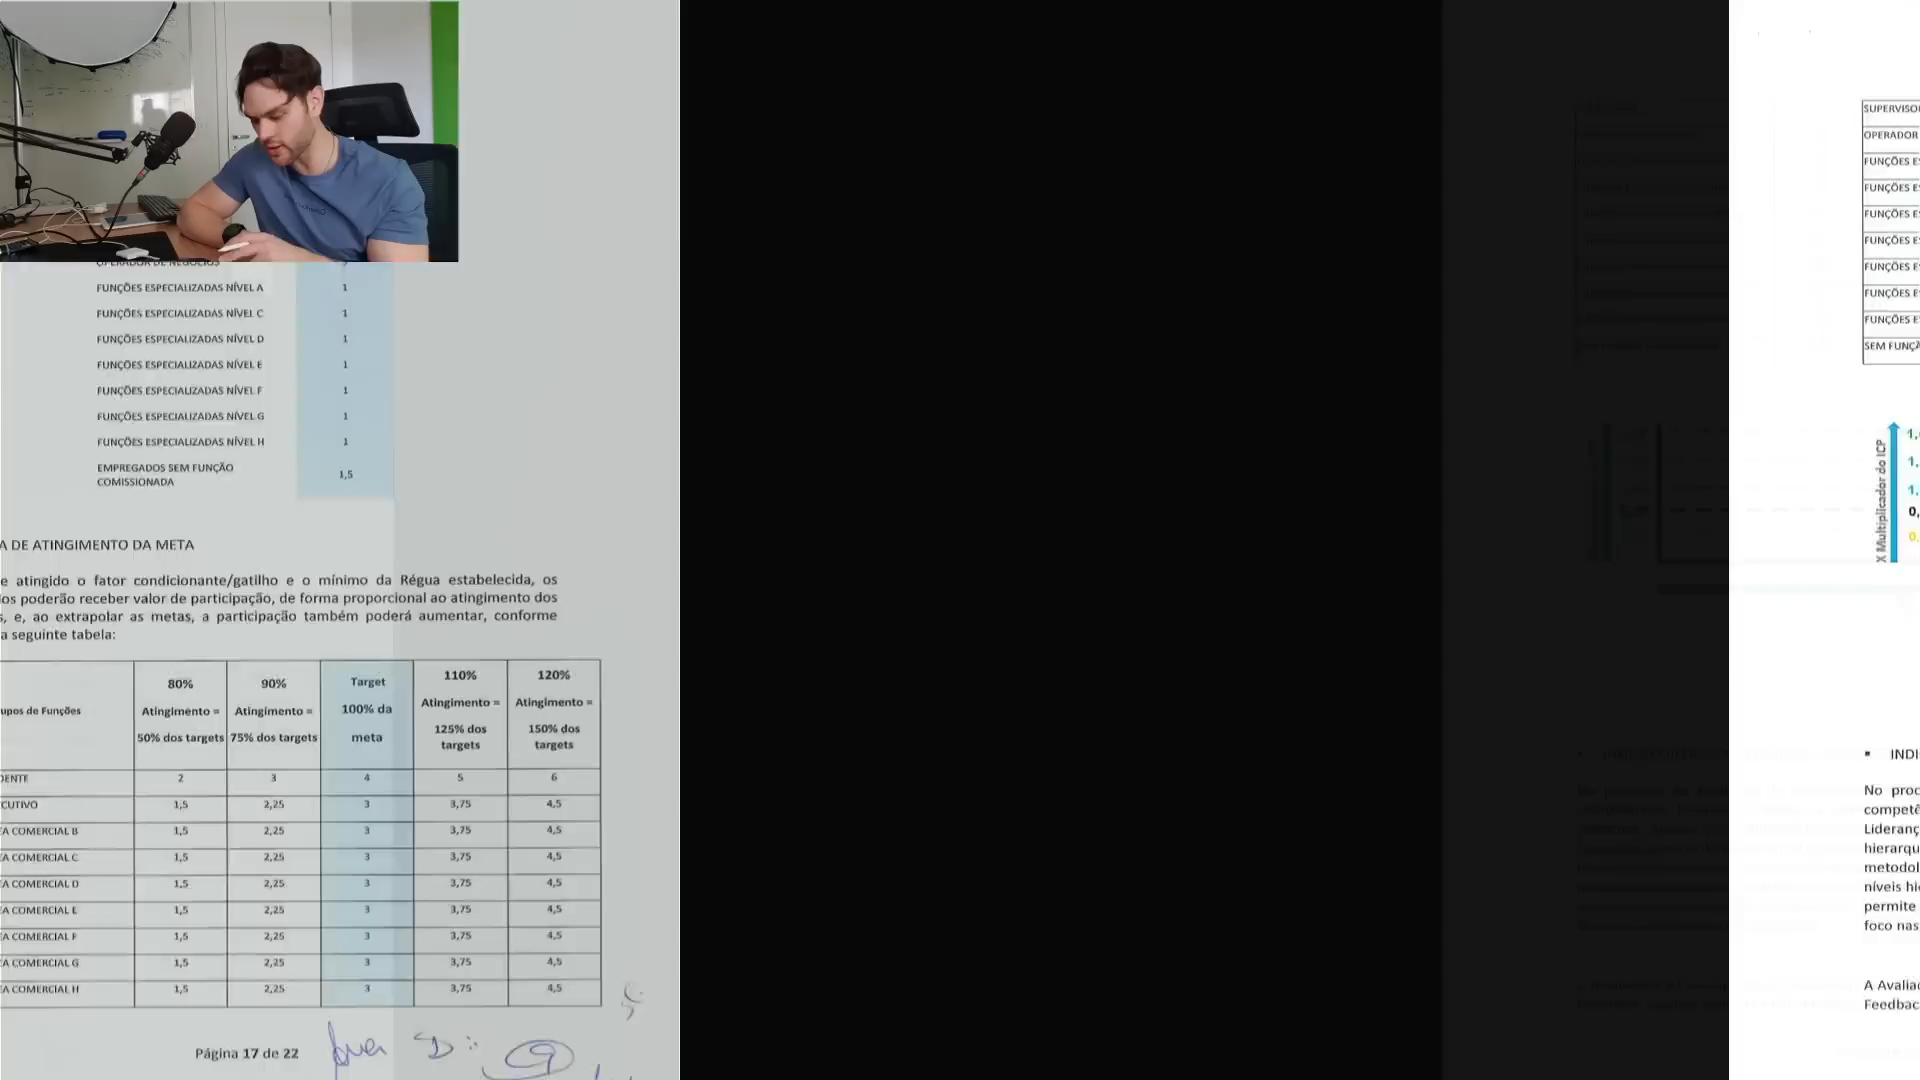 OPERADOR DE NEGÓCIOS
FUNÇÕES ESPECIALIZADAS NÍVEL A 1
FUNÇÕES ESPECIALIZADAS NÍVEL C 1
FUNÇÕES ESPECIALIZADAS NÍVEL D 1
FUNÇÕES ESPECIALIZADAS NÍVEL E 1
FUNÇÕES ESPECIALIZADAS NÍVEL F 1
FUNÇÕES ESPECIALIZADAS NÍVEL G 1
FUNÇÕES ESPECIALIZADAS NÍVEL H 1
EMPREGADOS SEM FUNÇÃO
COMISSIONADA 1,5
A DE ATINGIMENTO DA META
e atingido o fator condicionante/gatilho e o mínimo da Régua estabelecida, os
os poderão receber valor de participação, de forma proporcional ao atingimento dos
s, e, ao extrapolar as metas, a participação também poderá aumentar, conforme
a seguinte tabela:
upos de Funções
80%
Atingimento =
50% dos targets
90%
Atingimento =
75% dos targets
Target
100% da
meta
110%
Atingimento =
125% dos
targets
120%
Atingimento =
150% dos
targets
DENTE 2 3 4 5 6
CUTIVO 1,5 2,25 3 3,75 4,5
A COMERCIAL B 1,5 2,25 3 3,75 4,5
A COMERCIAL C 1,5 2,25 3 3,75 4,5
A COMERCIAL D 1,5 2,25 3 3,75 4,5
A COMERCIAL E 1,5 2,25 3 3,75 4,5
A COMERCIAL F 1,5 2,25 3 3,75 4,5
A COMERCIAL G 1,5 2,25 3 3,75 4,5
A COMERCIAL H 1,5 2,25 3 3,75 4,5
Página 17 de 22
SUPERVISO
OPERADOR
FUNÇÕES E
FUNÇÕES E
FUNÇÕES E
FUNÇÕES E
FUNÇÕES E
FUNÇÕES E
FUNÇÕES E
SEM FUNÇÃ
X Multiplicador do ICP
1,
1,
1,
0,
0,
▪ INDI
No proc
competê
Lideranç
hierarqu
metodol
níveis hi
permite
foco nas
A Avalia
Feedbac